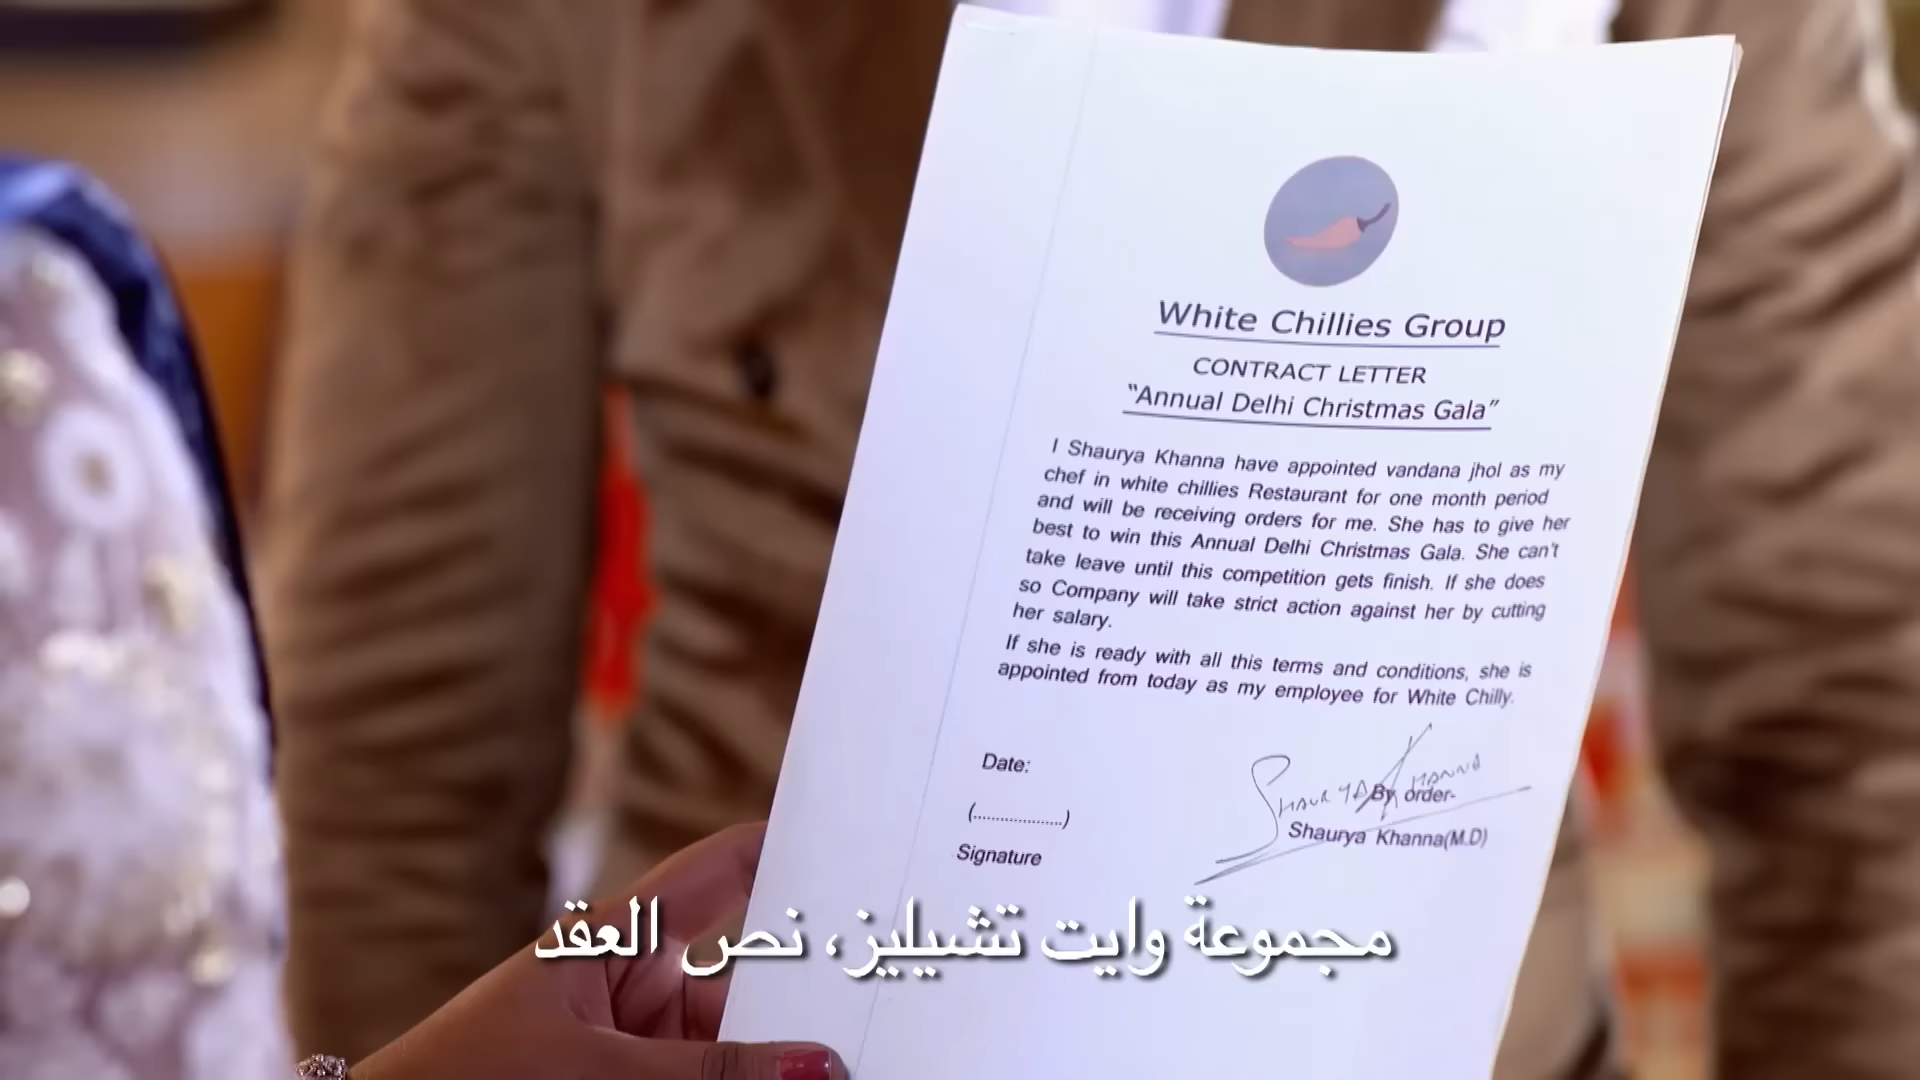 White Chillies Group
CONTRACT LETTER
“Annual Delhi Christmas Gala”
I Shaurya Khanna have appointed vandana jhol as my
chef in white chillies Restaurant for one month period
and will be receiving orders for me. She has to give her
best to win this Annual Delhi Christmas Gala. She can't
take leave until this competition gets finish. If she does
so Company will take strict action against her by cutting
her salary.
If she is ready with all this terms and conditions, she is
appointed from today as my employee for White Chilly.
Date:
(....................)
Signature
SHAURYA KHANNA
By order-
Shaurya Khanna(M.D)
مجموعة وايت تشيليز، نص العقد